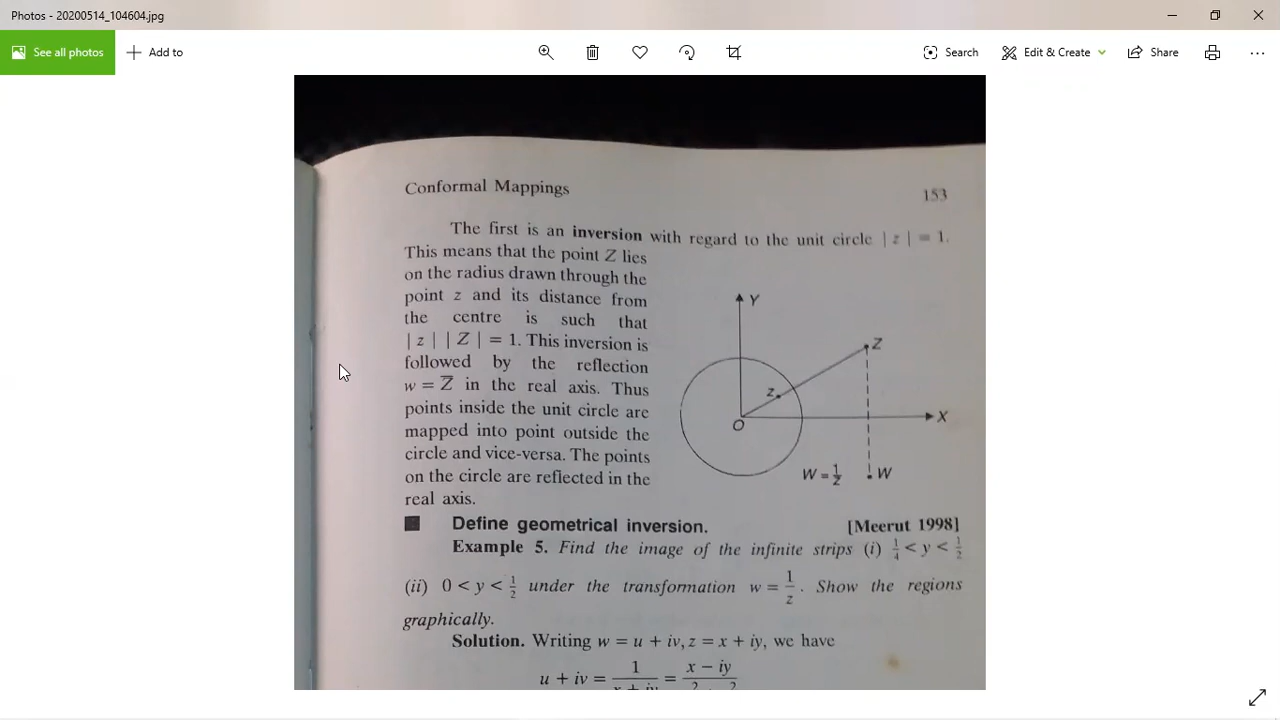 Photos - 20200514_104604.jpg
See all photos
Add to
Search
Edit & Create
Share
Conformal Mappings
153
The first is an inversion with regard to the unit circle | z | = 1.
This means that the point Z lies
on the radius drawn through the
point z and its distance from
the centre is such that
| z | | Z | = 1. This inversion is
followed by the reflection
w = Z̅ in the real axis. Thus
points inside the unit circle are
mapped into point outside the
circle and vice-versa. The points
on the circle are reflected in the
real axis.
Y
Z
z
X
O
W = 1/z
W
Define geometrical inversion. [Meerut 1998]
Example 5. Find the image of the infinite strips (i) 1/4 < y < 1/2
(ii) 0 < y < 1/2 under the transformation w = 1/z . Show the regions
graphically.
Solution. Writing w = u + iv, z = x + iy, we have
u + iv = 1/(x + iy) = (x − iy)